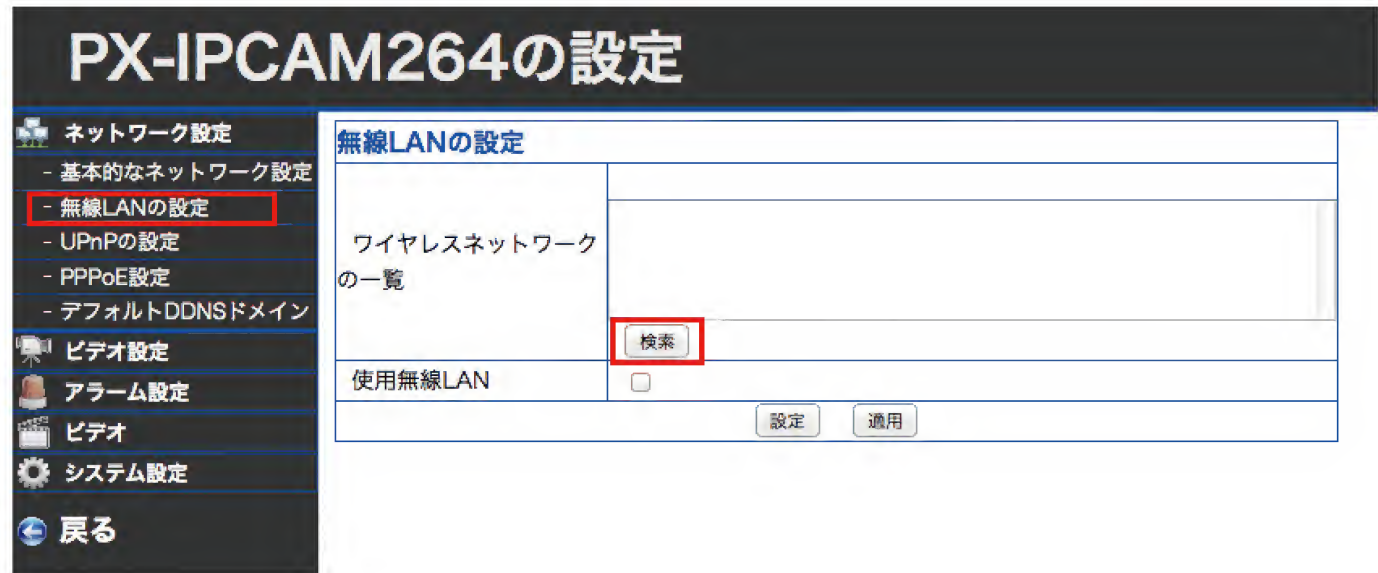 PX-IPCAM264の設定
ネットワーク設定
- 基本的なネットワーク設定
- 無線LANの設定
- UPnPの設定
- PPPoE設定
- デフォルトDDNSドメイン
ビデオ設定
アラーム設定
ビデオ
システム設定
戻る
無線LANの設定
ワイヤレスネットワーク
の一覧
検索
使用無線LAN
設定 適用